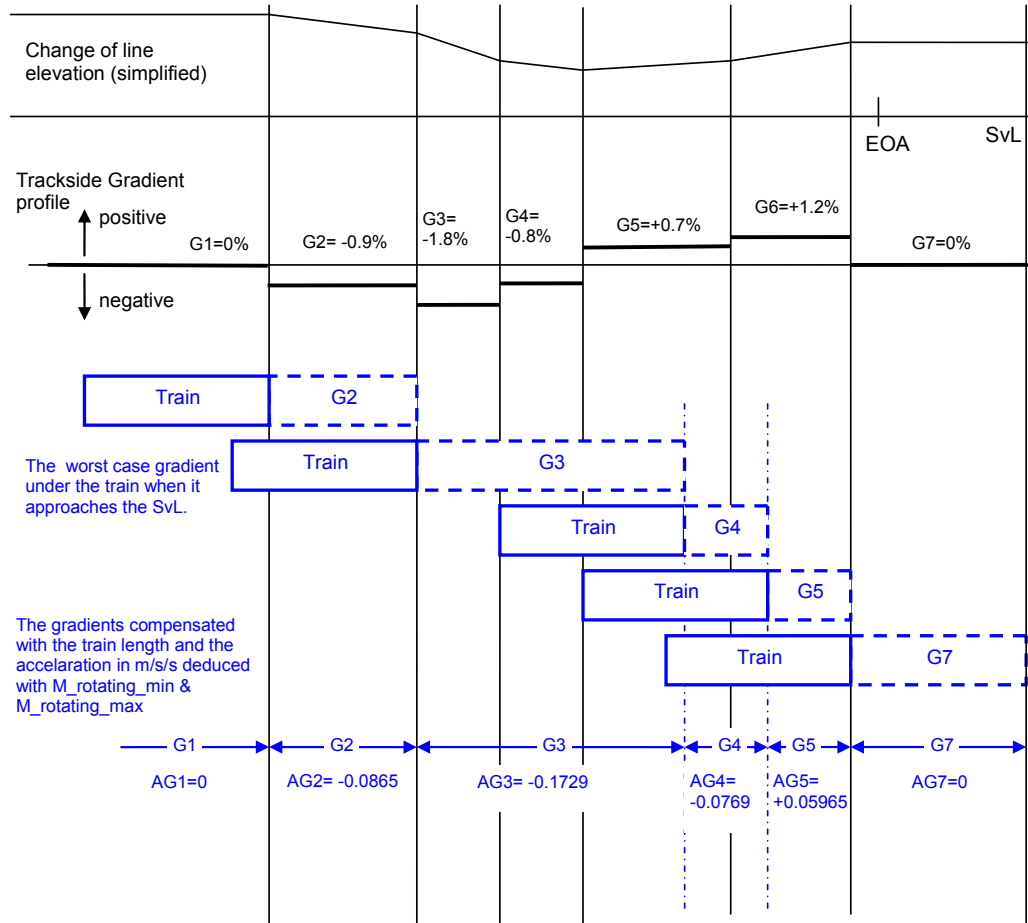 Change of line
elevation (simplified)
EOA
SvL
Trackside Gradient
profile
positive
negative
G1=0%
G2= -0.9%
G3=
-1.8%
G4=
-0.8%
G5=+0.7%
G6=+1.2%
G7=0%
Train
G2
The worst case gradient
under the train when it
approaches the SvL.
Train
G3
Train
G4
Train
G5
The gradients compensated
with the train length and the
accelaration in m/s/s deduced
with M_rotating_min &
M_rotating_max
Train
G7
G1
G2
G3
G4
G5
G7
AG1=0
AG2= -0.0865
AG3= -0.1729
AG4=
-0.0769
AG5=
+0.05965
AG7=0